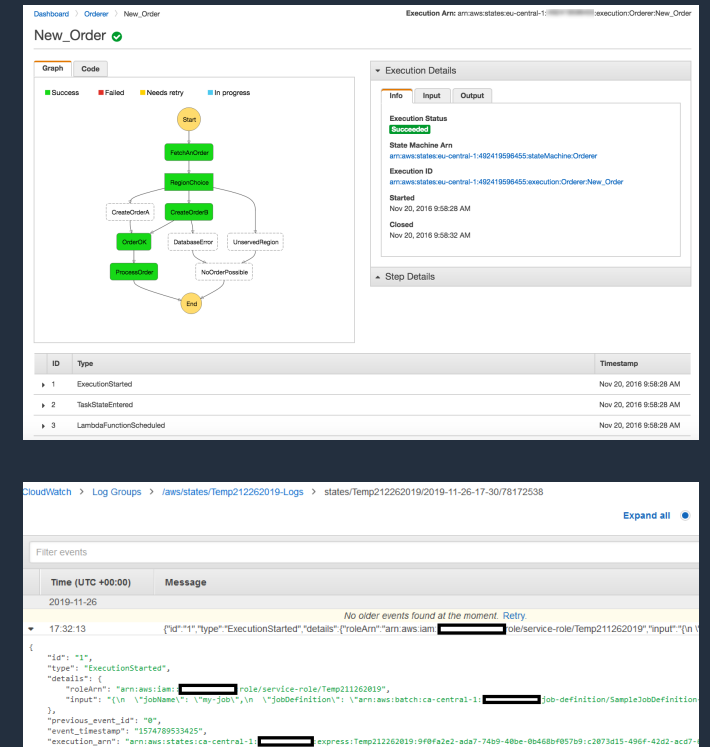 Dashboard > Orderer > New_Order
Execution Arn: arn:aws:states:eu-central-1: :execution:Orderer:New_Order
New_Order
Graph Code
Success Failed Needs retry In progress
Start
FetchAnOrder
RegionChoice
CreateOrderA CreateOrderB
OrderOK DatabaseError UnservedRegion
ProcessOrder NoOrderPossible
End
Execution Details
Info Input Output
Execution Status
Succeeded
State Machine Arn
arn:aws:states:eu-central-1:492419596455:stateMachine:Orderer
Execution ID
arn:aws:states:eu-central-1:492419596455:execution:Orderer:New_Order
Started
Nov 20, 2016 9:58:28 AM
Closed
Nov 20, 2016 9:58:32 AM
Step Details
ID Type Timestamp
1 ExecutionStarted Nov 20, 2016 9:58:28 AM
2 TaskStateEntered Nov 20, 2016 9:58:28 AM
3 LambdaFunctionScheduled Nov 20, 2016 9:58:28 AM
CloudWatch > Log Groups > /aws/states/Temp212262019-Logs > states/Temp212262019/2019-11-26-17-30/78172538
Expand all
Filter events
Time (UTC +00:00) Message
2019-11-26
No older events found at the moment. Retry.
17:32:13 {"id":"1","type":"ExecutionStarted","details":{"roleArn":"arn:aws:iam: role/service-role/Temp211262019","input":"{\n \"
{
"id": "1",
"type": "ExecutionStarted",
"details": {
"roleArn": "arn:aws:iam:: role/service-role/Temp211262019",
"input": "{\n \"jobName\": \"my-job\",\n \"jobDefinition\": \"arn:aws:batch:ca-central-1: job-definition/SampleJobDefinition
},
"previous_event_id": "0",
"event_timestamp": "1574789533425",
"execution_arn": "arn:aws:states:ca-central-1: :express:Temp212262019:9f0fa2e2-ada7-74b9-40be-0b468bf057b9:c2073d15-496f-42d2-acd7-